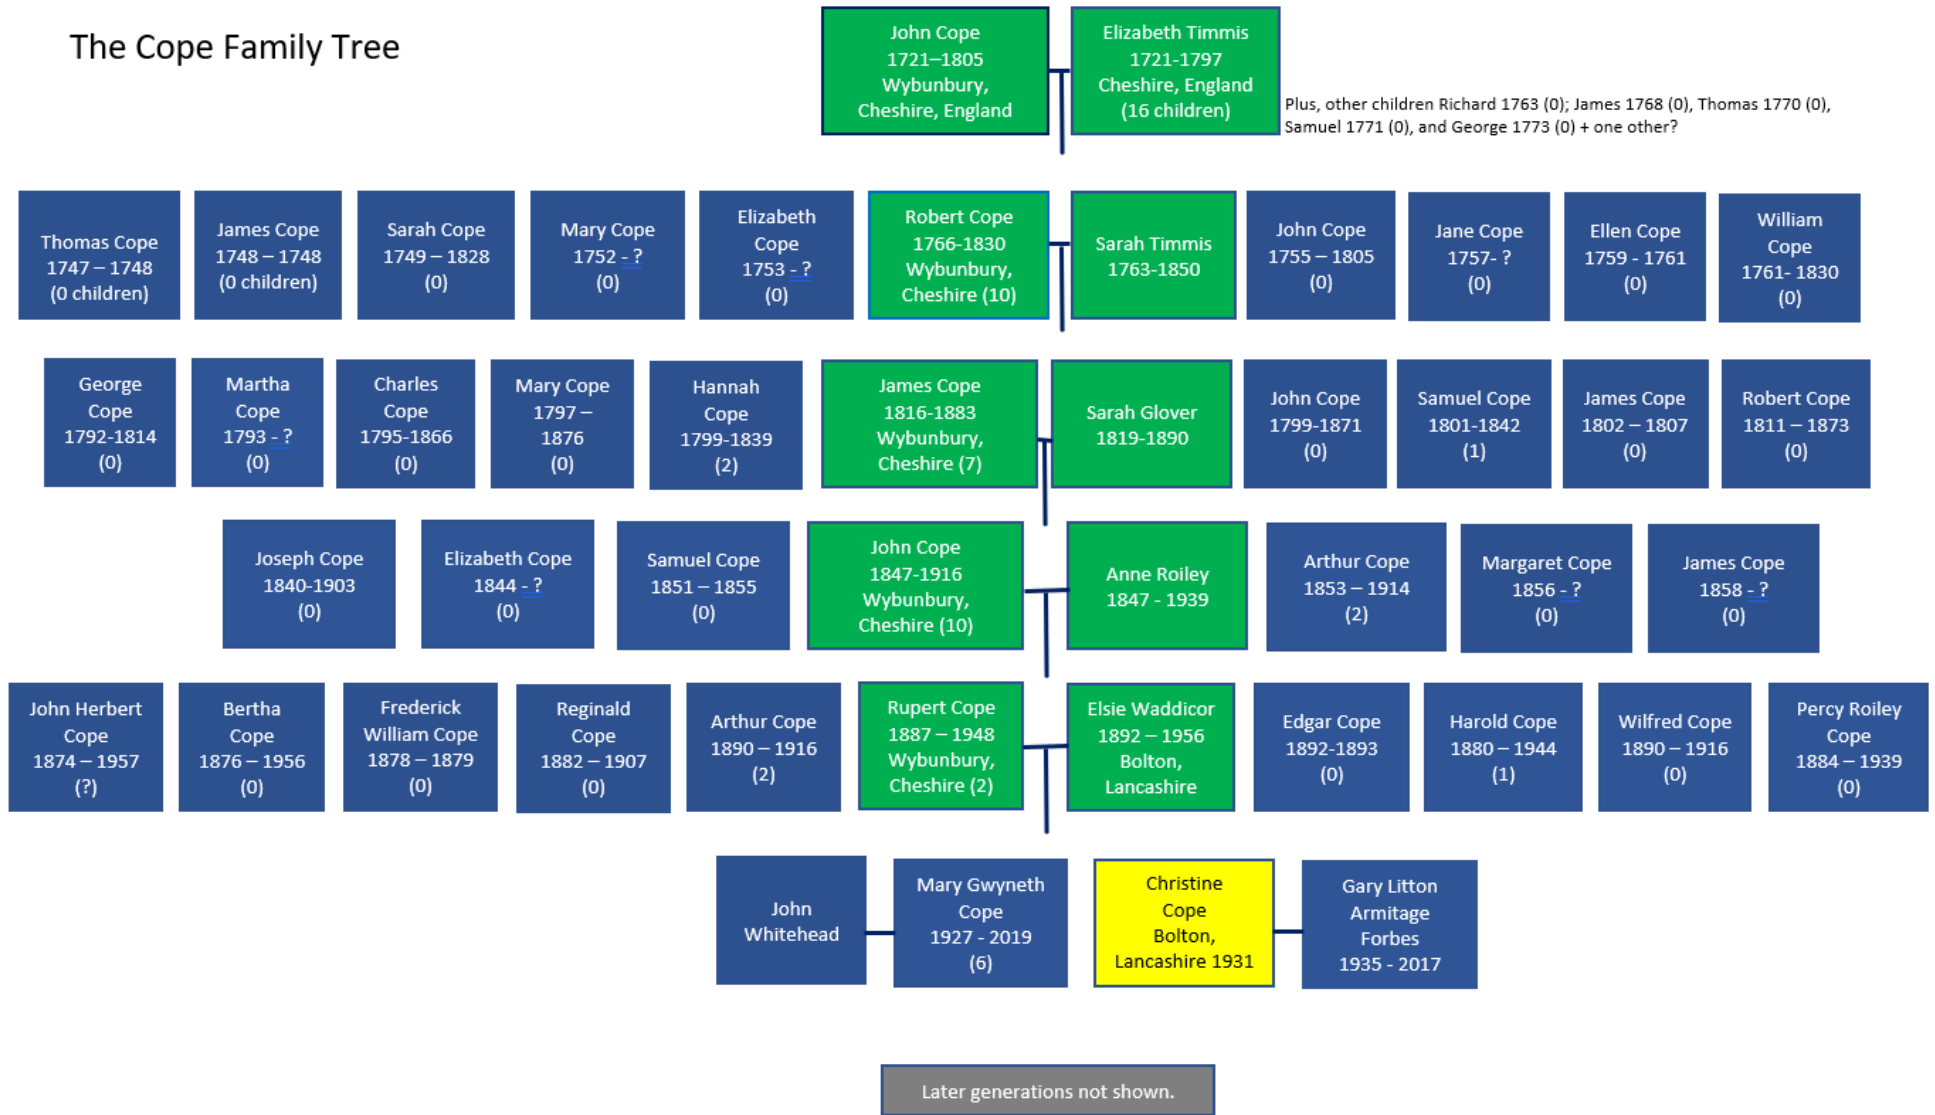 The Cope Family Tree
John Cope
1721–1805
Wybunbury,
Cheshire, England
Elizabeth Timmis
1721-1797
Cheshire, England
(16 children)
Plus, other children Richard 1763 (0); James 1768 (0), Thomas 1770 (0),
Samuel 1771 (0), and George 1773 (0) + one other?
Thomas Cope
1747 – 1748
(0 children)
James Cope
1748 – 1748
(0 children)
Sarah Cope
1749 – 1828
(0)
Mary Cope
1752 - ?
(0)
Elizabeth
Cope
1753 - ?
(0)
Robert Cope
1766-1830
Wybunbury,
Cheshire (10)
Sarah Timmis
1763-1850
John Cope
1755 – 1805
(0)
Jane Cope
1757- ?
(0)
Ellen Cope
1759 - 1761
(0)
William
Cope
1761- 1830
(0)
George
Cope
1792-1814
(0)
Martha
Cope
1793 - ?
(0)
Charles
Cope
1795-1866
(0)
Mary Cope
1797 –
1876
(0)
Hannah
Cope
1799-1839
(2)
James Cope
1816-1883
Wybunbury,
Cheshire (7)
Sarah Glover
1819-1890
John Cope
1799-1871
(0)
Samuel Cope
1801-1842
(1)
James Cope
1802 – 1807
(0)
Robert Cope
1811 – 1873
(0)
Joseph Cope
1840-1903
(0)
Elizabeth Cope
1844 - ?
(0)
Samuel Cope
1851 – 1855
(0)
John Cope
1847-1916
Wybunbury,
Cheshire (10)
Anne Roiley
1847 - 1939
Arthur Cope
1853 – 1914
(2)
Margaret Cope
1856 - ?
(0)
James Cope
1858 - ?
(0)
John Herbert
Cope
1874 – 1957
(?)
Bertha
Cope
1876 – 1956
(0)
Frederick
William Cope
1878 – 1879
(0)
Reginald
Cope
1882 – 1907
(0)
Arthur Cope
1890 – 1916
(2)
Rupert Cope
1887 – 1948
Wybunbury,
Cheshire (2)
Elsie Waddicor
1892 – 1956
Bolton,
Lancashire
Edgar Cope
1892-1893
(0)
Harold Cope
1880 – 1944
(1)
Wilfred Cope
1890 – 1916
(0)
Percy Roiley
Cope
1884 – 1939
(0)
John
Whitehead
Mary Gwyneth
Cope
1927 - 2019
(6)
Christine
Cope
Bolton,
Lancashire 1931
Gary Litton
Armitage
Forbes
1935 - 2017
Later generations not shown.